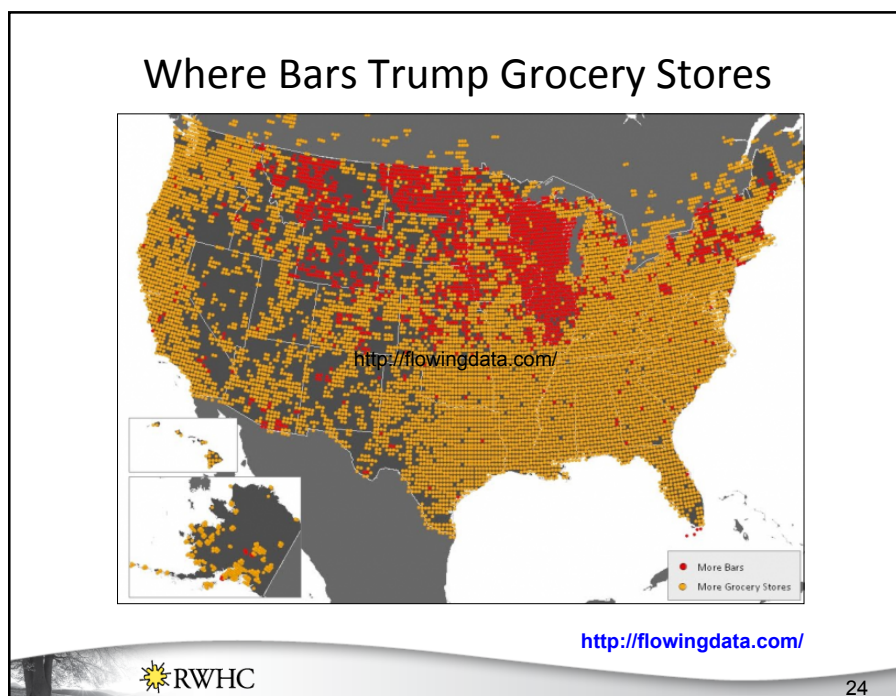 Where Bars Trump Grocery Stores
http://flowingdata.com/
More Bars
More Grocery Stores
http://flowingdata.com/
RWHC
24